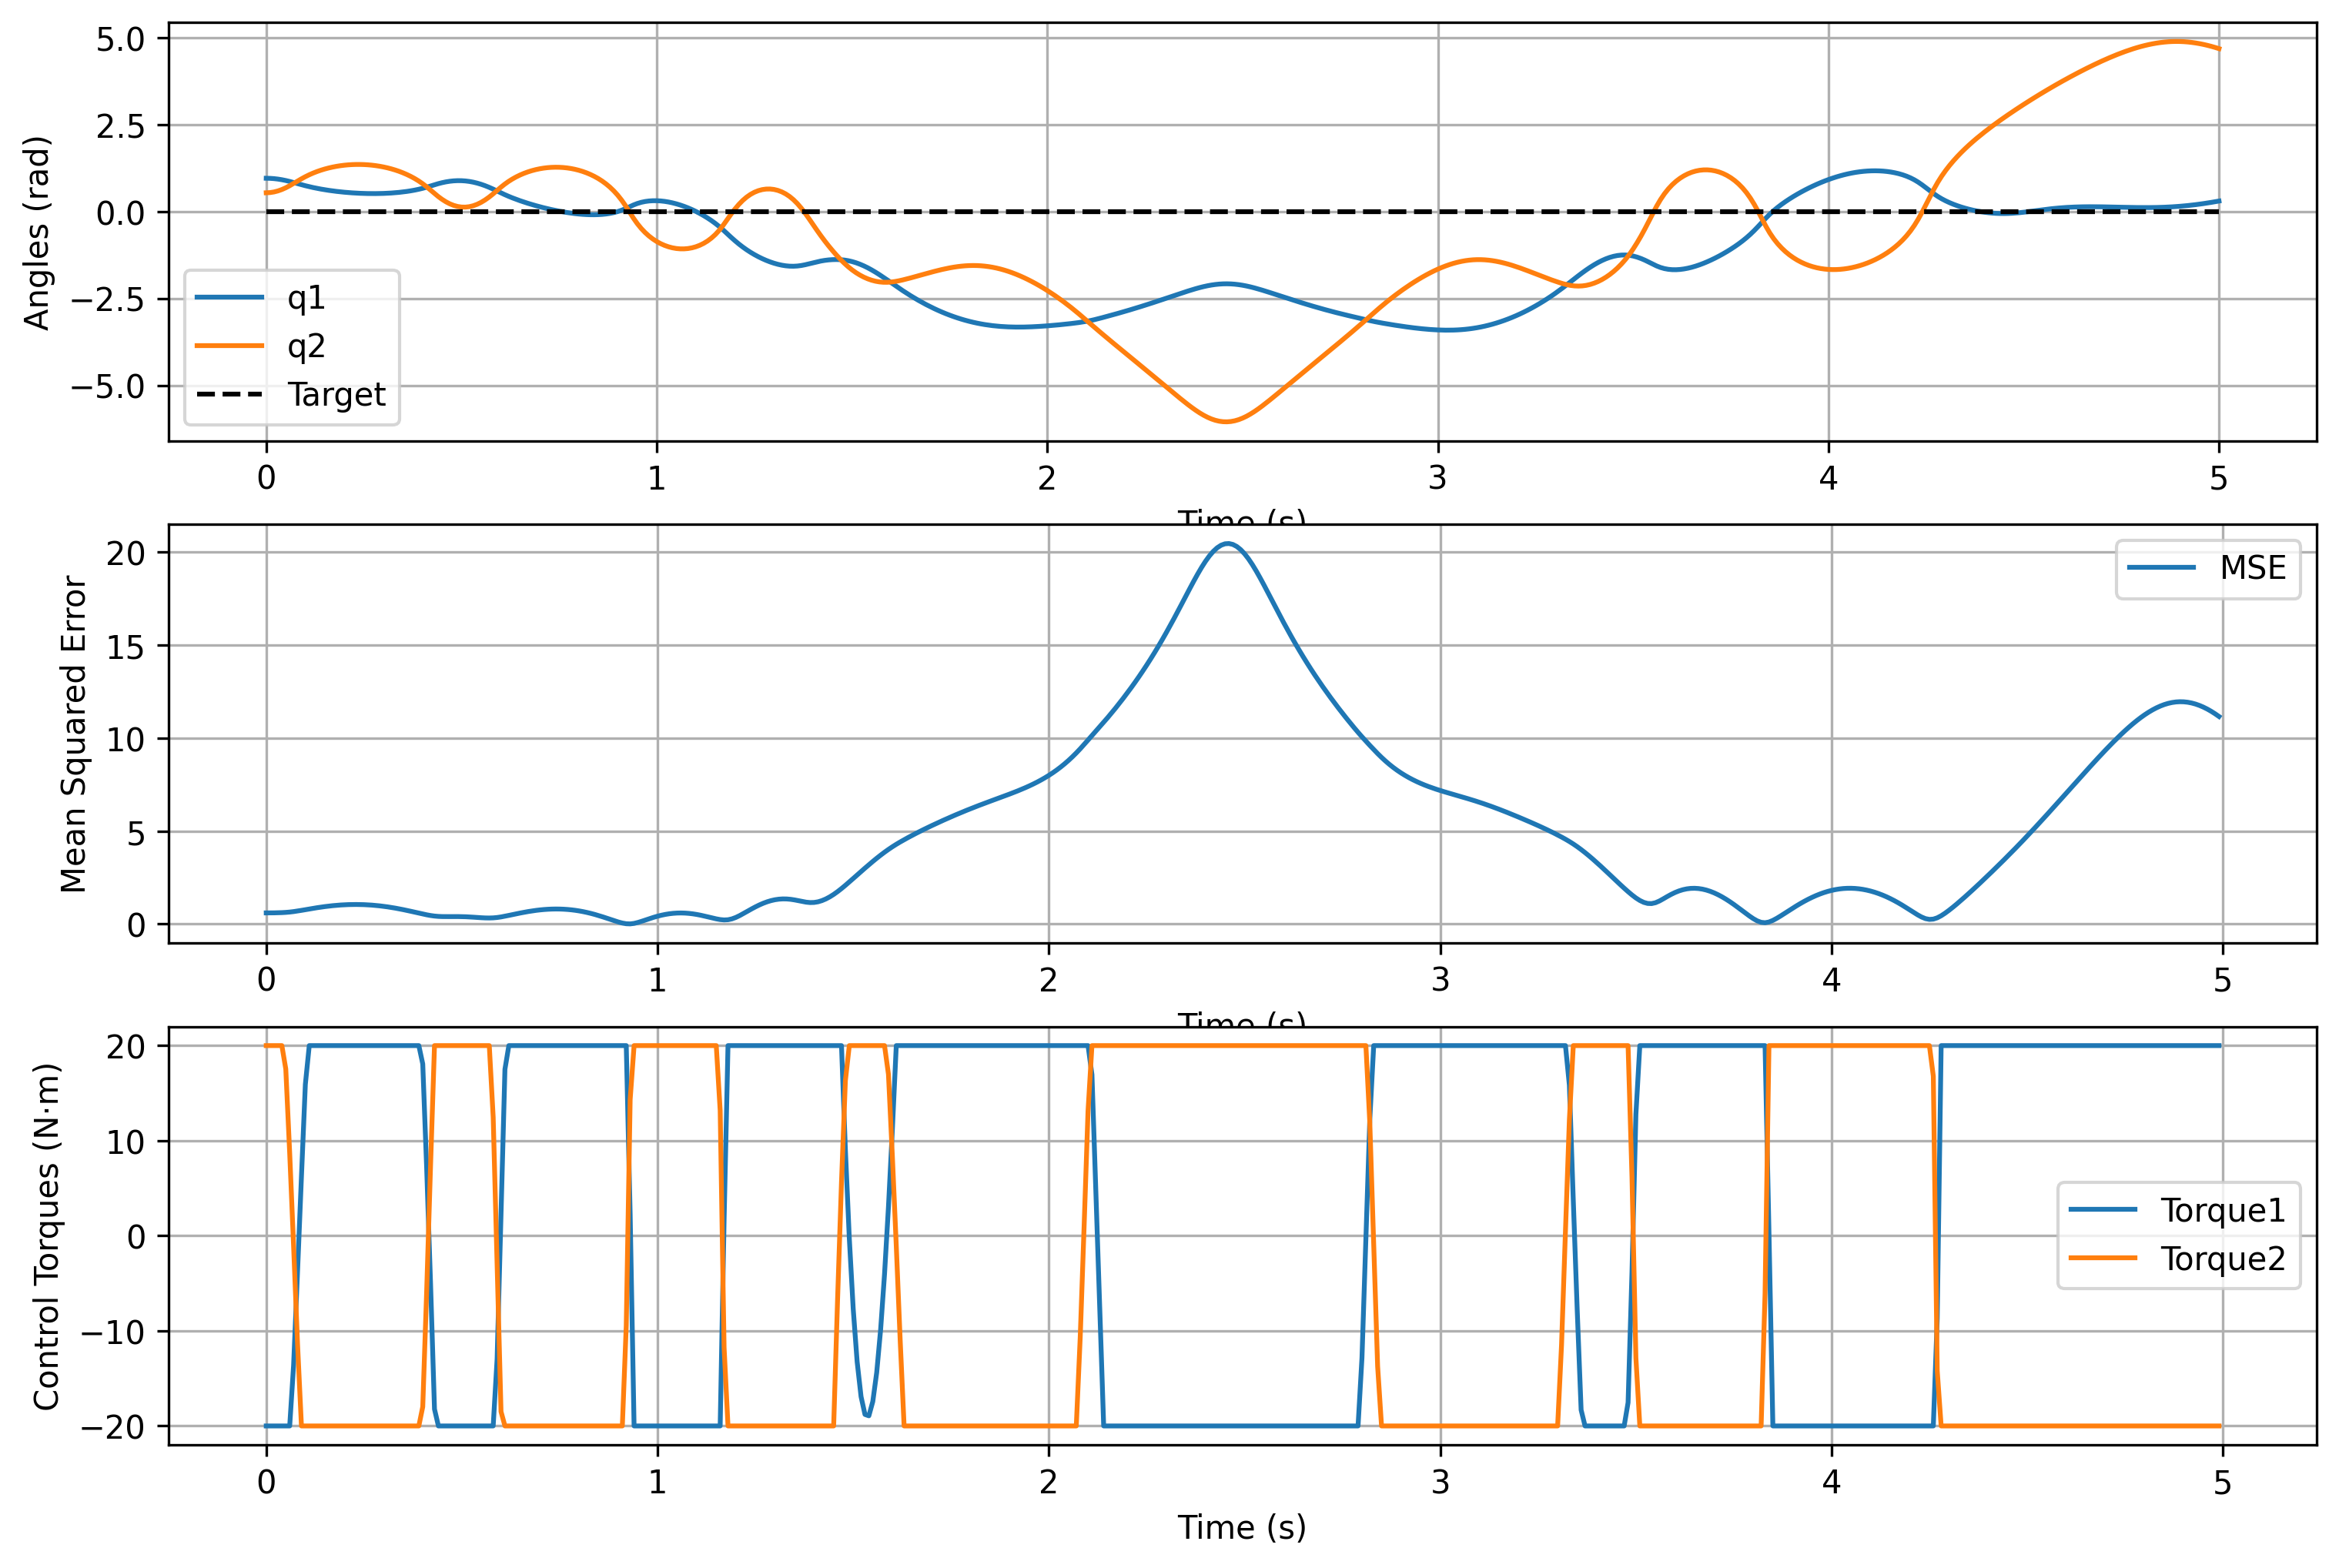 5.0
2.5
0.0
−2.5
−5.0
Angles (rad)
q1
q2
Target
0 1 2 3 4 5
Time (s)
20
15
10
5
0
Mean Squared Error
MSE
0 1 2 3 4 5
Time (s)
20
10
0
−10
−20
Control Torques (N·m)
Torque1
Torque2
0 1 2 3 4 5
Time (s)